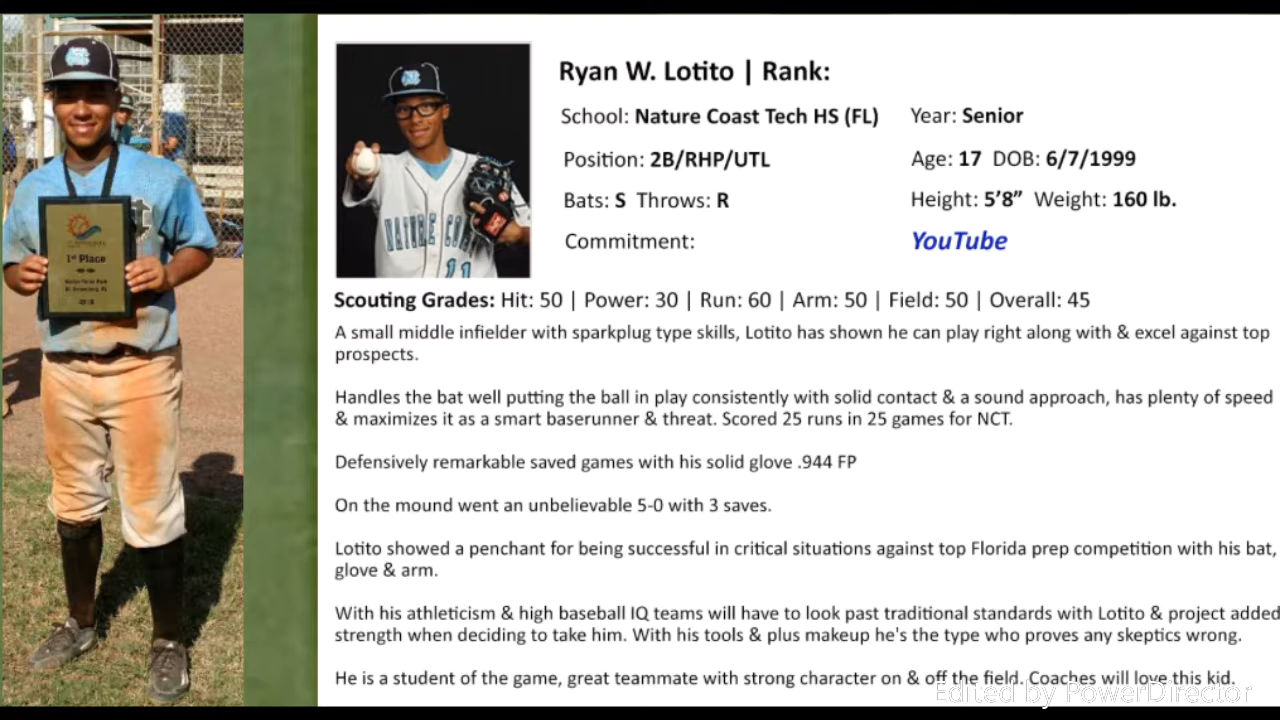 1st Place
Ryan W. Lotito | Rank:
School: Nature Coast Tech HS (FL) Year: Senior
Position: 2B/RHP/UTL Age: 17 DOB: 6/7/1999
Bats: S Throws: R Height: 5’8” Weight: 160 lb.
Commitment: YouTube
NATURE CO
11
Scouting Grades: Hit: 50 | Power: 30 | Run: 60 | Arm: 50 | Field: 50 | Overall: 45
A small middle infielder with sparkplug type skills, Lotito has shown he can play right along with & excel against top
prospects.
Handles the bat well putting the ball in play consistently with solid contact & a sound approach, has plenty of speed
& maximizes it as a smart baserunner & threat. Scored 25 runs in 25 games for NCT.
Defensively remarkable saved games with his solid glove .944 FP
On the mound went an unbelievable 5-0 with 3 saves.
Lotito showed a penchant for being successful in critical situations against top Florida prep competition with his bat,
glove & arm.
With his athleticism & high baseball IQ teams will have to look past traditional standards with Lotito & project added
strength when deciding to take him. With his tools & plus makeup he's the type who proves any skeptics wrong.
He is a student of the game, great teammate with strong character on & off the field. Coaches will love this kid.
Edited by PowerDirector